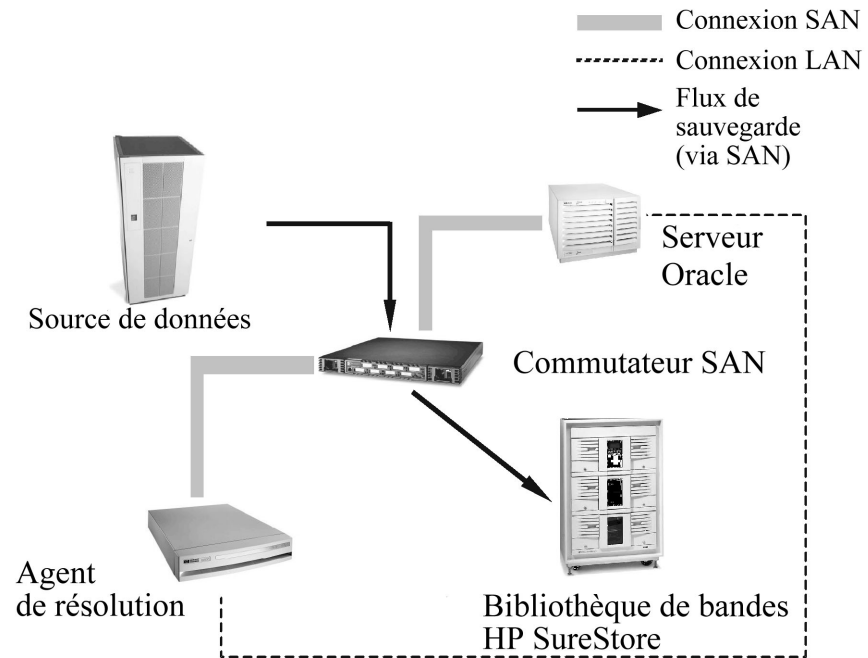 Connexion SAN
Connexion LAN
Flux de
sauvegarde
(via SAN)
Serveur
Oracle
Source de données
Commutateur SAN
Agent
de résolution
Bibliothèque de bandes
HP SureStore